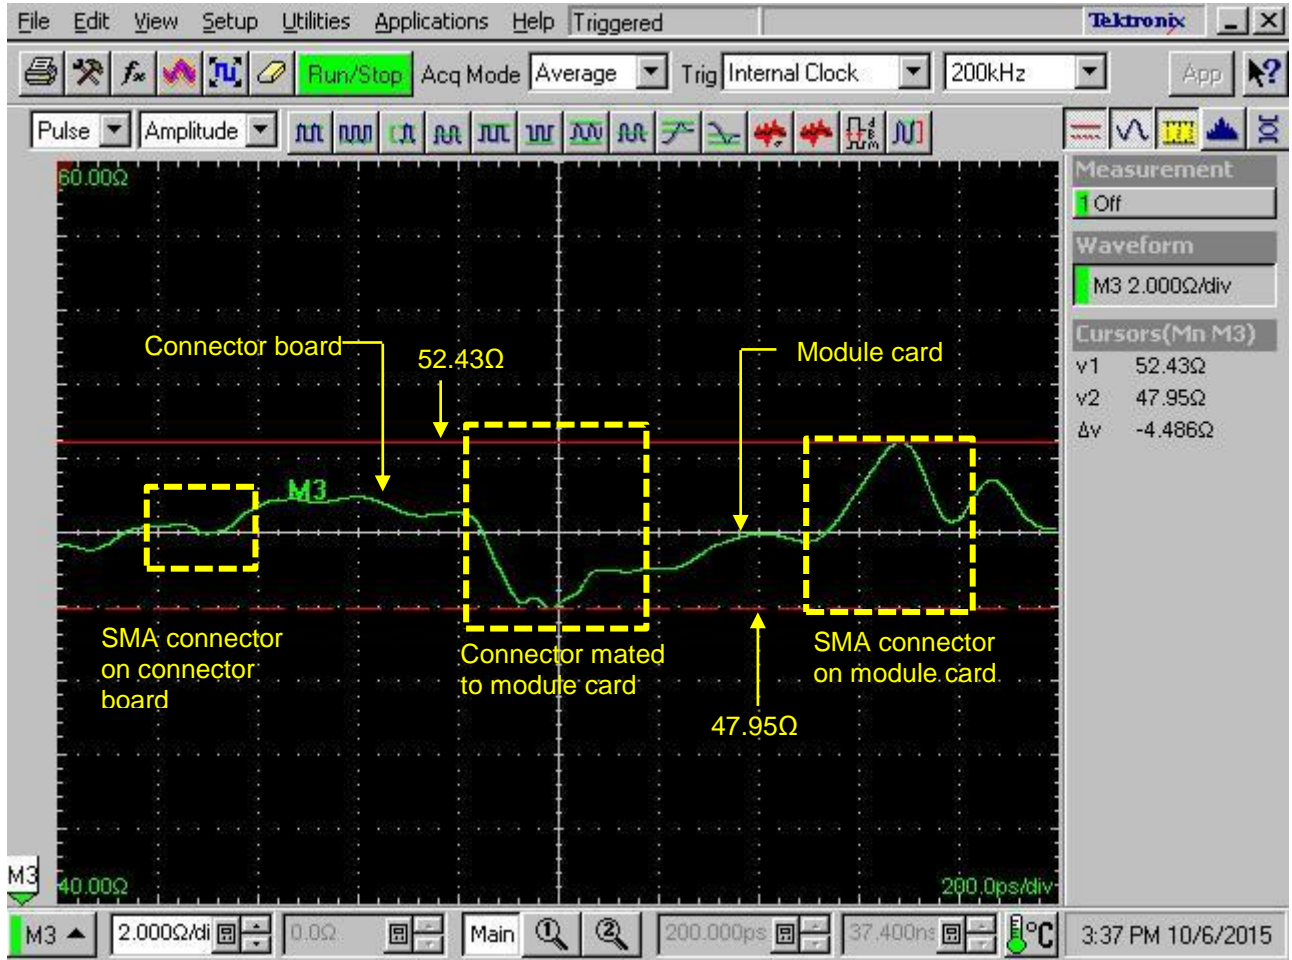 File Edit View Setup Utilities Applications Help Triggered Tektronix
Run/Stop Acq Mode Average Trig Internal Clock 200kHz App
Pulse Amplitude
60.00Ω
Measurement
1 Off
Waveform
M3 2.000Ω/div
Cursors(Mn M3)
v1 52.43Ω
v2 47.95Ω
Δv -4.486Ω
Connector board
52.43Ω
Module card
M3
SMA connector
on connector
board
Connector mated
to module card
SMA connector
on module card
47.95Ω
M3
40.00Ω
200.0ps/div
M3 2.000Ω/di 0.0Ω Main 1 2 200.000ps 37.400ns °C 3:37 PM 10/6/2015